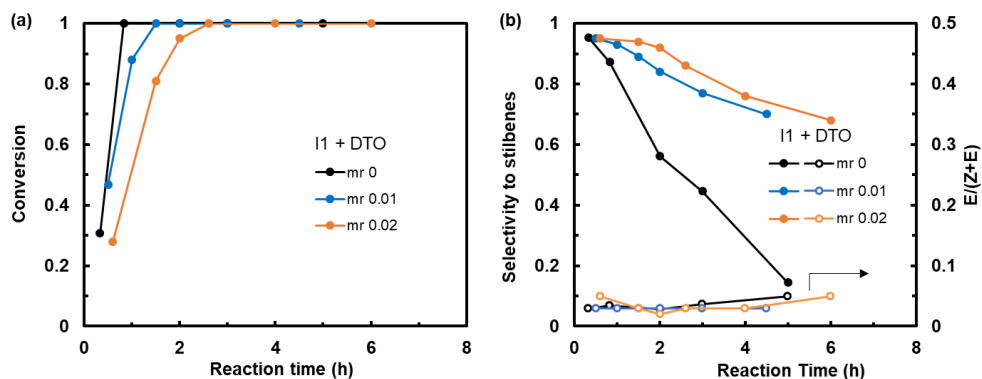 (a)
1
0.8
0.6
0.4
0.2
0
Conversion
I1 + DTO
mr 0
mr 0.01
mr 0.02
0 2 4 6 8
Reaction time (h)
(b)
1
0.8
0.6
0.4
0.2
0
Selectivity to stilbenes
I1 + DTO
mr 0
mr 0.01
mr 0.02
0.5
0.4
0.3
0.2
0.1
0
E/(Z+E)
0 2 4 6 8
Reaction Time (h)